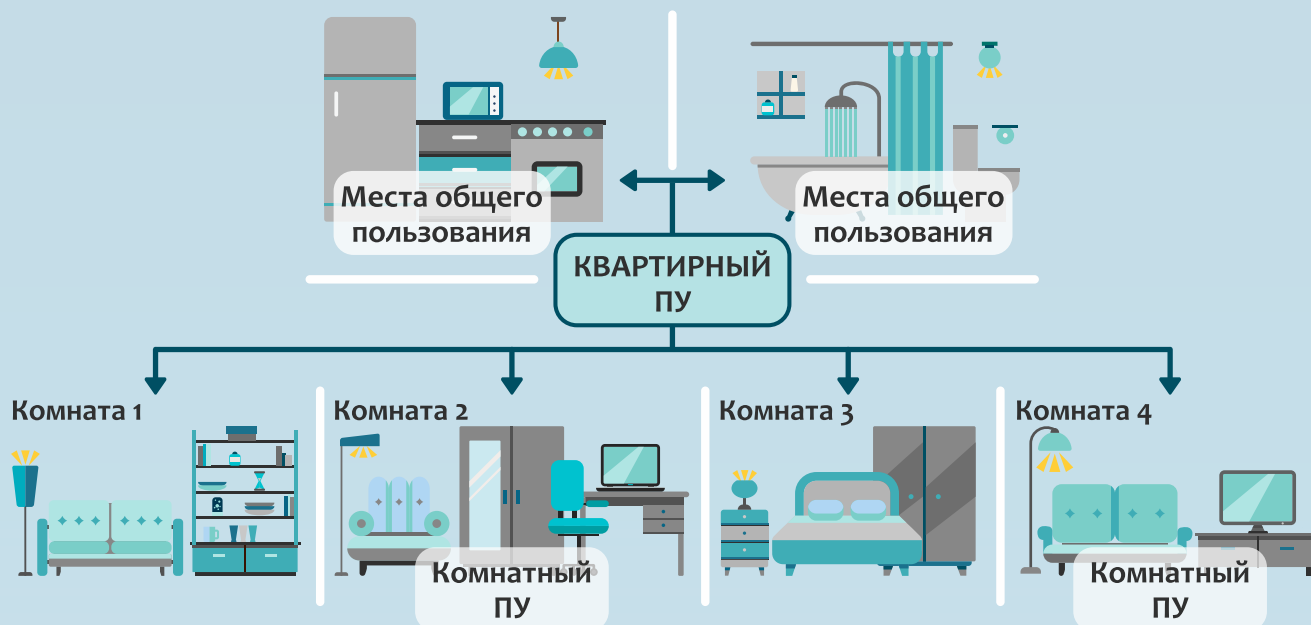 Места общего
пользования
Места общего
пользования
КВАРТИРНЫЙ
ПУ
Комната 1
Комната 2
Комната 3
Комната 4
Комнатный
ПУ
Комнатный
ПУ